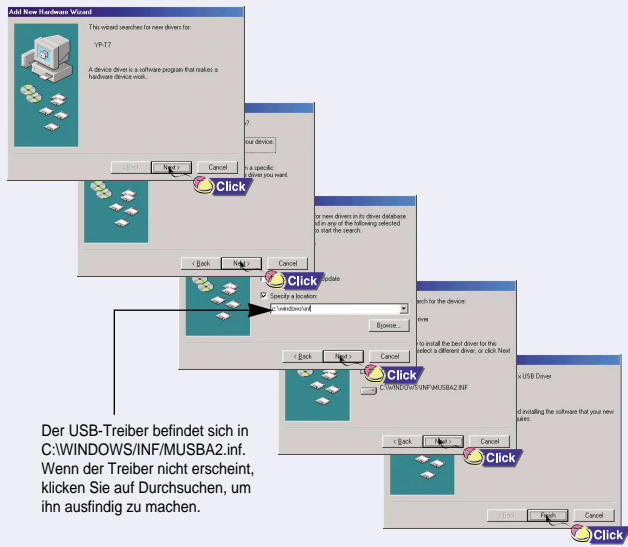 Add New Hardware Wizard
This wizard searches for new drivers for:
YP-T7
A device driver is a software program that makes a
hardware device work.
< Back Next > Cancel
Click
your device.
n a specific
e driver you want.
< Back Next > Cancel
Click
for new drivers in its driver database
nd in any of the following selected
to start the search.
pdate
Specify a location:
c:\windows\inf
Browse...
< Back Next > Cancel
Click
arch for the device:
river
to install the best driver for this
select a different driver, or click Next
C:\WINDOWS\INF\MUSBA2.INF
< Back Next > Cancel
Click
x USB Driver
d installing the software that your new
quires.
< Back Finish Cancel
Click
Der USB-Treiber befindet sich in
C:\WINDOWS/INF/MUSBA2.inf.
Wenn der Treiber nicht erscheint,
klicken Sie auf Durchsuchen, um
ihn ausfindig zu machen.